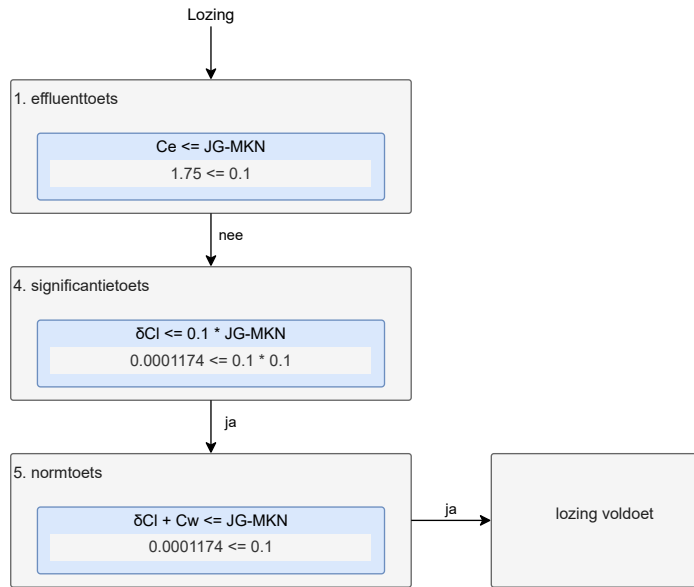 Lozing
1. effluenttoets
Ce <= JG-MKN
1.75 <= 0.1
nee
4. significantietoets
δCl <= 0.1 * JG-MKN
0.0001174 <= 0.1 * 0.1
ja
5. normtoets
δCl + Cw <= JG-MKN
0.0001174 <= 0.1
ja
lozing voldoet